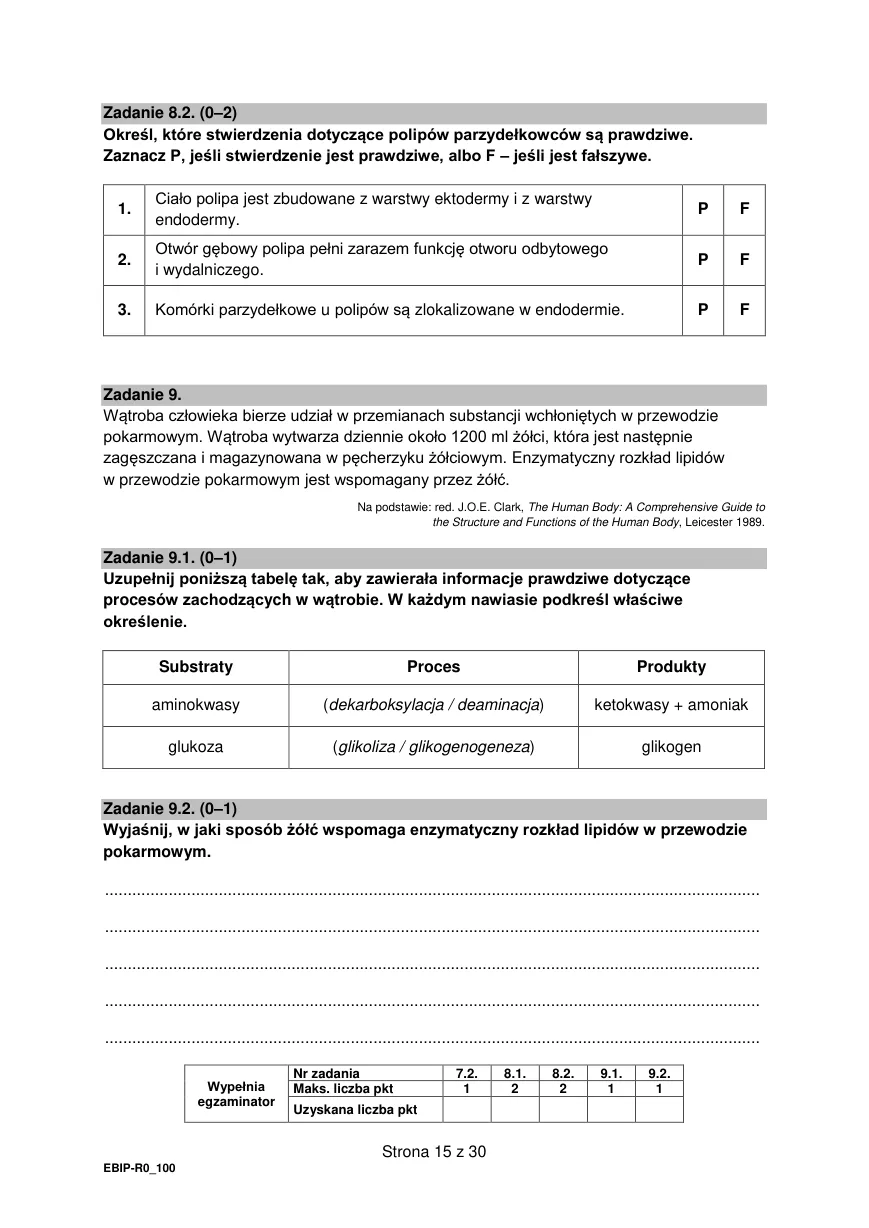 Zadanie 8.2. (0–2)
Określ, które stwierdzenia dotyczące polipów parzydełkowców są prawdziwe.
Zaznacz P, jeśli stwierdzenie jest prawdziwe, albo F – jeśli jest fałszywe.
1. Ciało polipa jest zbudowane z warstwy ektodermy i z warstwy
endodermy. P F
2. Otwór gębowy polipa pełni zarazem funkcję otworu odbytowego
i wydalniczego. P F
3. Komórki parzydełkowe u polipów są zlokalizowane w endodermie. P F
Zadanie 9.
Wątroba człowieka bierze udział w przemianach substancji wchłoniętych w przewodzie
pokarmowym. Wątroba wytwarza dziennie około 1200 ml żółci, która jest następnie
zagęszczana i magazynowana w pęcherzyku żółciowym. Enzymatyczny rozkład lipidów
w przewodzie pokarmowym jest wspomagany przez żółć.
Na podstawie: red. J.O.E. Clark, The Human Body: A Comprehensive Guide to
the Structure and Functions of the Human Body, Leicester 1989.
Zadanie 9.1. (0–1)
Uzupełnij poniższą tabelę tak, aby zawierała informacje prawdziwe dotyczące
procesów zachodzących w wątrobie. W każdym nawiasie podkreśl właściwe
określenie.
Substraty Proces Produkty
aminokwasy (dekarboksylacja / deaminacja) ketokwasy + amoniak
glukoza (glikoliza / glikogenogeneza) glikogen
Zadanie 9.2. (0–1)
Wyjaśnij, w jaki sposób żółć wspomaga enzymatyczny rozkład lipidów w przewodzie
pokarmowym.
Wypełnia
egzaminator
Nr zadania 7.2. 8.1. 8.2. 9.1. 9.2.
Maks. liczba pkt 1 2 2 1 1
Uzyskana liczba pkt
Strona 15 z 30
EBIP-R0_100